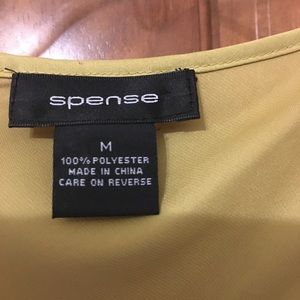 spense
M
100% POLYESTER
MADE IN CHINA
CARE ON REVERSE